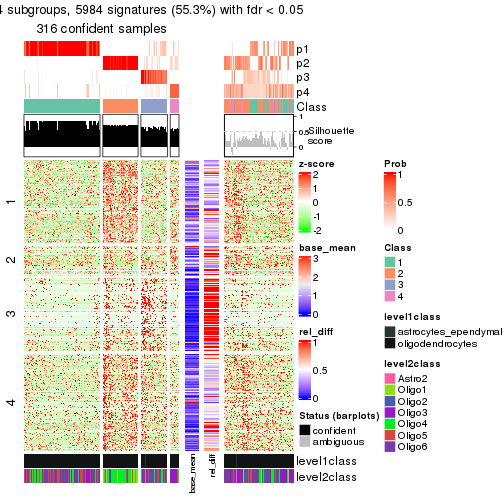 4 subgroups, 5984 signatures (55.3%) with fdr < 0.05
316 confident samples
p1
p2
p3
p4
Class
1
0.5
0
Silhouette
score
1
2
3
4
base_mean
rel_diff
level1class
level2class
z-score
2
1
0
-1
-2
base_mean
3
2
1
0
rel_diff
1
0.5
0
Status (barplots)
confident
ambiguous
Prob
1
0.5
0
Class
1
2
3
4
level1class
astrocytes_ependymal
oligodendrocytes
level2class
Astro2
Oligo1
Oligo2
Oligo3
Oligo4
Oligo5
Oligo6